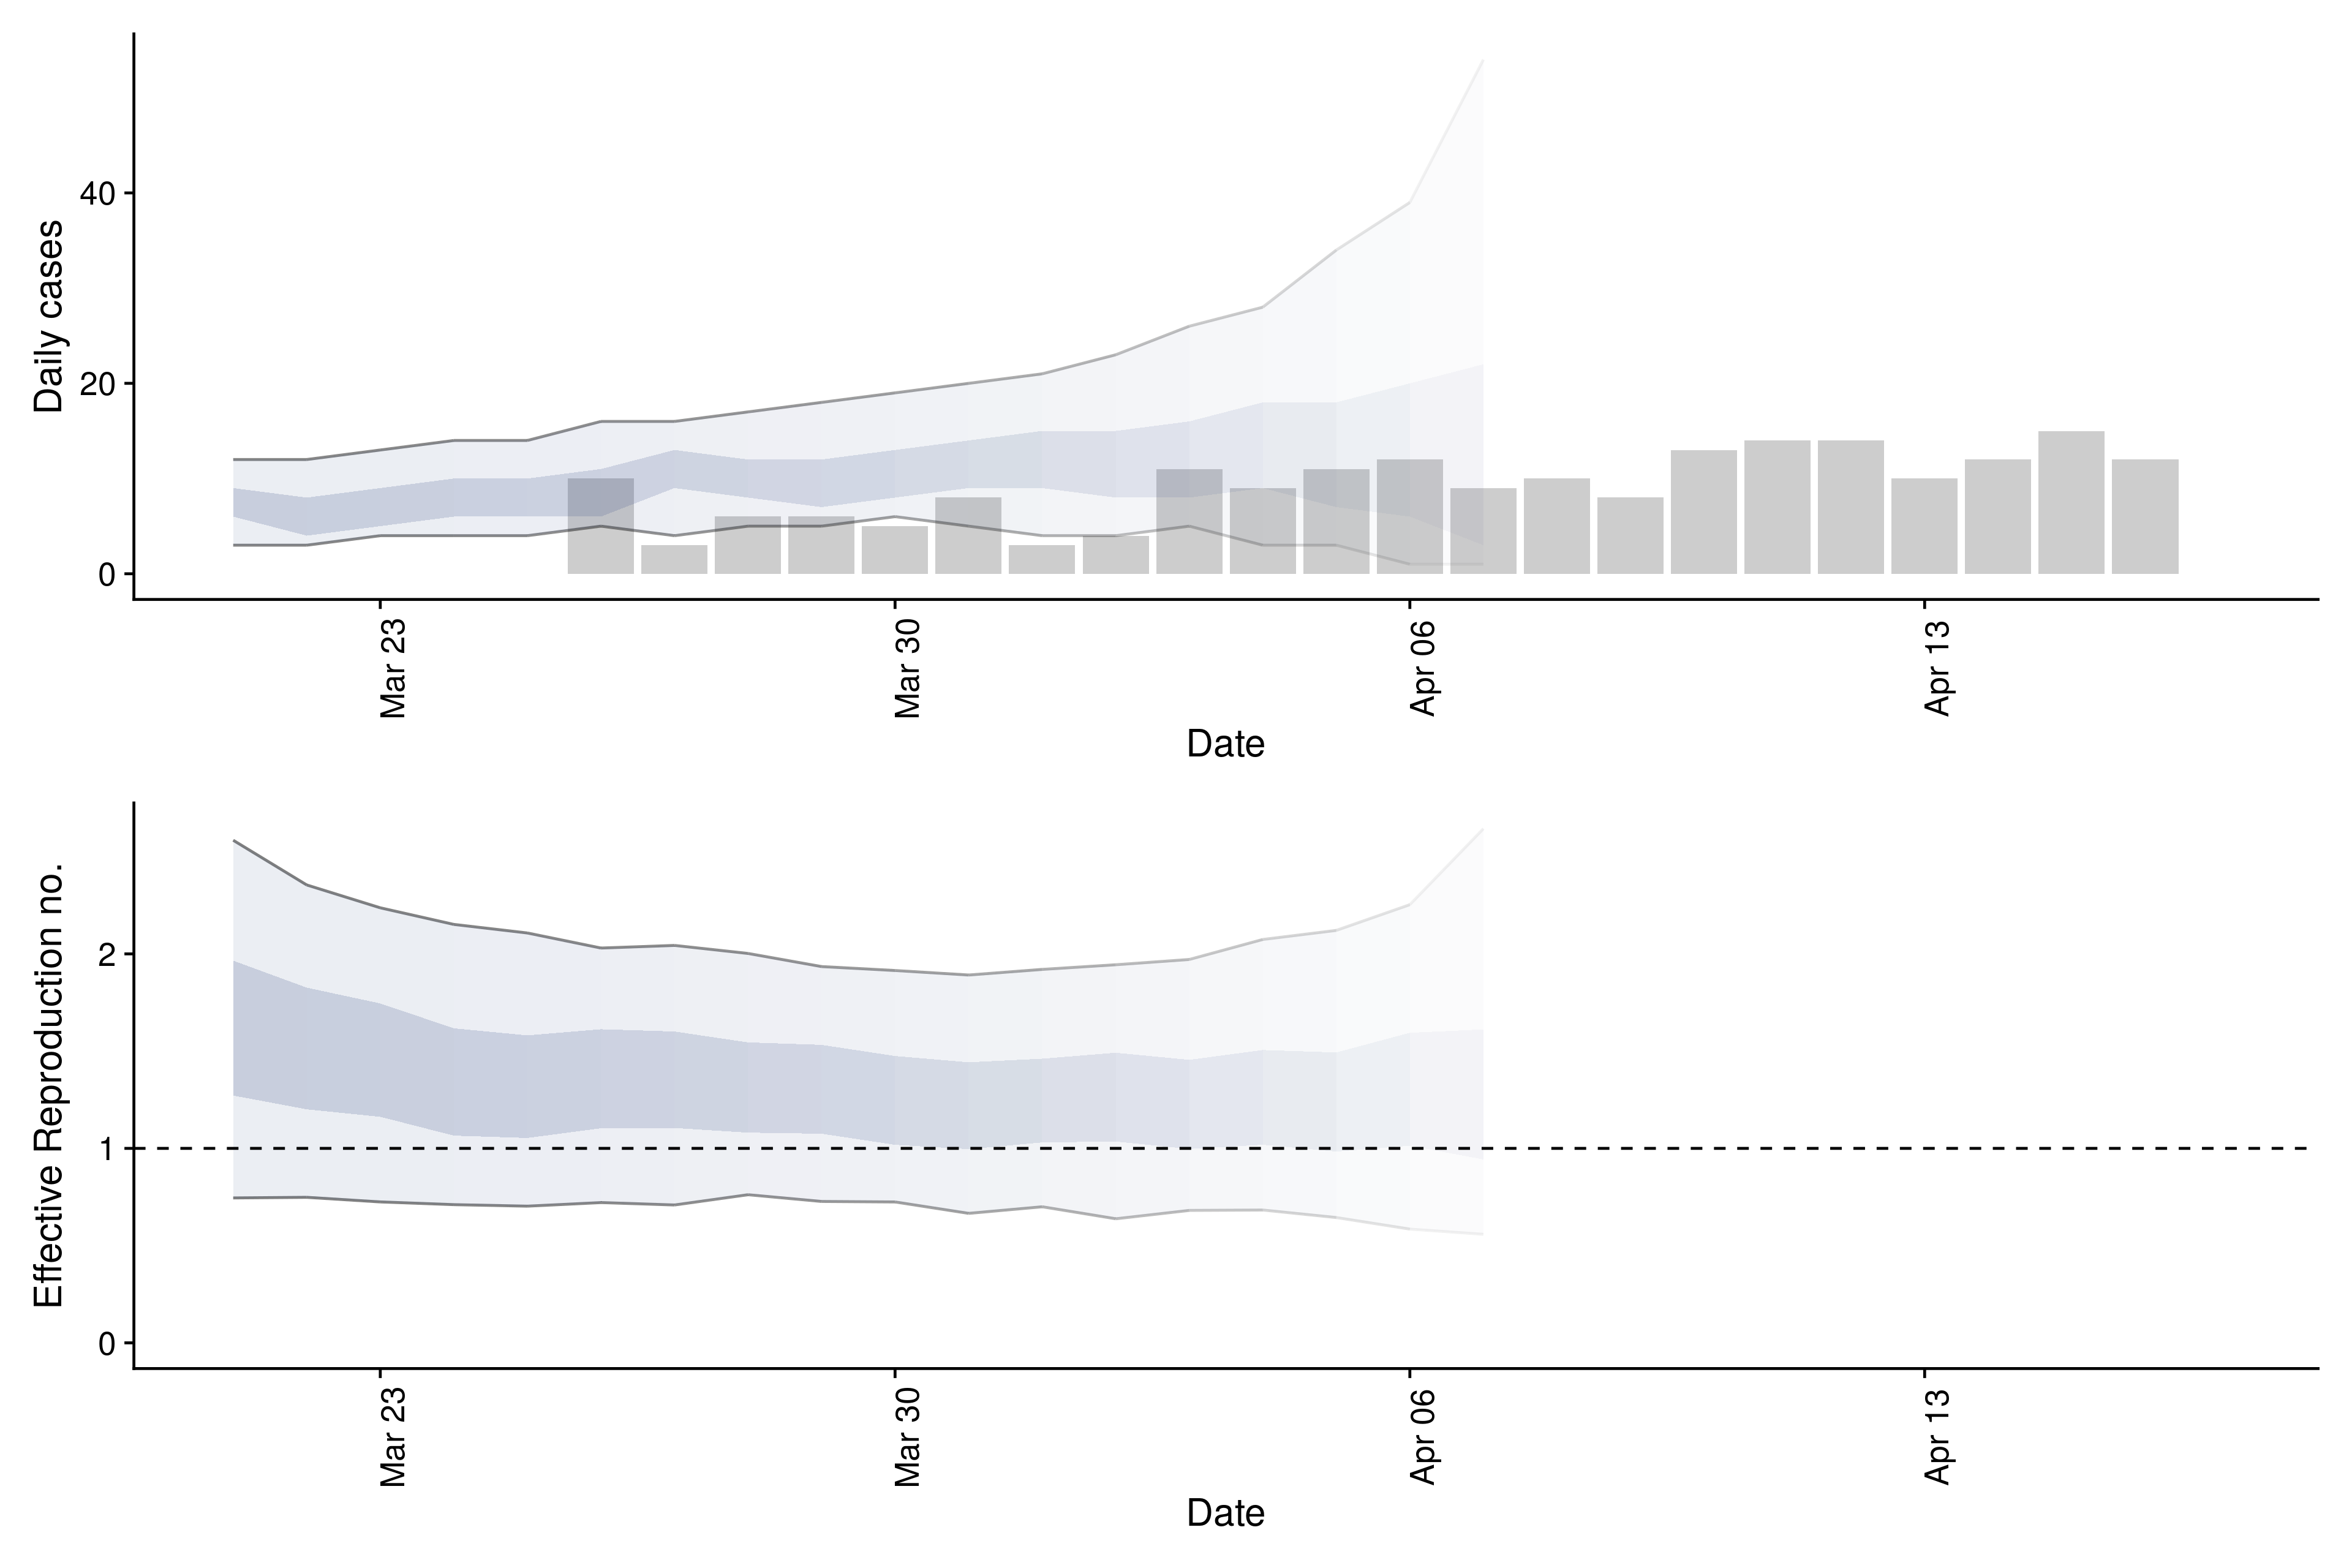 Daily cases
40
20
0
Mar 23
Mar 30
Apr 06
Apr 13
Date
Effective Reproduction no.
2
1
0
Mar 23
Mar 30
Apr 06
Apr 13
Date